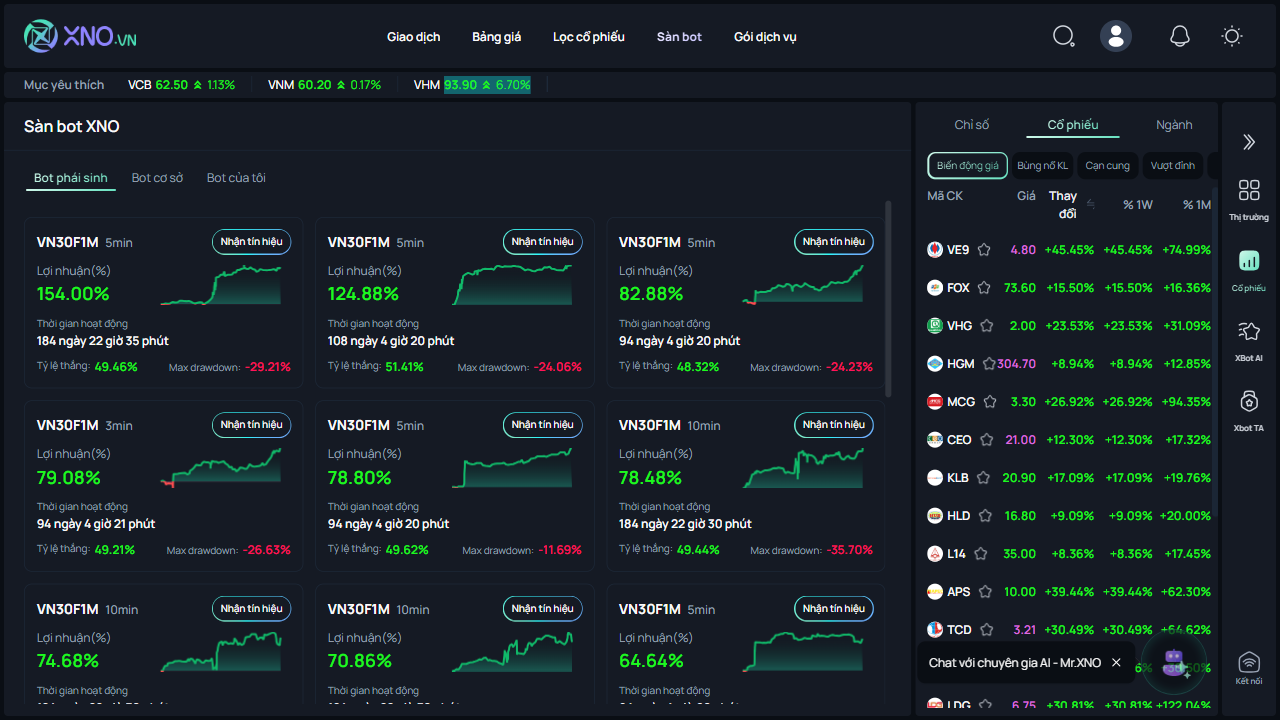 XNO.VN
Giao dịch Bảng giá Lọc cổ phiếu Sàn bot Gói dịch vụ
Mục yêu thích VCB 62.50 1.13% VNM 60.20 0.17% VHM 93.90 6.70%
Sàn bot XNO
Bot phái sinh Bot cơ sở Bot của tôi
VN30F1M 5min Nhận tín hiệu
Lợi nhuận(%)
154.00%
Thời gian hoạt động
184 ngày 22 giờ 35 phút
Tỷ lệ thắng: 49.46% Max drawdown: -29.21%
VN30F1M 5min Nhận tín hiệu
Lợi nhuận(%)
124.88%
Thời gian hoạt động
108 ngày 4 giờ 20 phút
Tỷ lệ thắng: 51.41% Max drawdown: -24.06%
VN30F1M 5min Nhận tín hiệu
Lợi nhuận(%)
82.88%
Thời gian hoạt động
94 ngày 4 giờ 20 phút
Tỷ lệ thắng: 48.32% Max drawdown: -24.23%
VN30F1M 3min Nhận tín hiệu
Lợi nhuận(%)
79.08%
Thời gian hoạt động
94 ngày 4 giờ 21 phút
Tỷ lệ thắng: 49.21% Max drawdown: -26.63%
VN30F1M 5min Nhận tín hiệu
Lợi nhuận(%)
78.80%
Thời gian hoạt động
94 ngày 4 giờ 20 phút
Tỷ lệ thắng: 49.62% Max drawdown: -11.69%
VN30F1M 10min Nhận tín hiệu
Lợi nhuận(%)
78.48%
Thời gian hoạt động
184 ngày 22 giờ 30 phút
Tỷ lệ thắng: 49.44% Max drawdown: -35.70%
VN30F1M 10min Nhận tín hiệu
Lợi nhuận(%)
74.68%
Thời gian hoạt động
VN30F1M 10min Nhận tín hiệu
Lợi nhuận(%)
70.86%
Thời gian hoạt động
VN30F1M 5min Nhận tín hiệu
Lợi nhuận(%)
64.64%
Thời gian hoạt động
Chỉ số Cổ phiếu Ngành
Biến động giá Bùng nổ KL Cạn cung Vượt đỉnh
Mã CK Giá Thay đổi % 1W % 1M
VE9 4.80 +45.45% +45.45% +74.99%
FOX 73.60 +15.50% +15.50% +16.36%
VHG 2.00 +23.53% +23.53% +31.09%
HGM 304.70 +8.94% +8.94% +12.85%
MCG 3.30 +26.92% +26.92% +94.35%
CEO 21.00 +12.30% +12.30% +17.32%
KLB 20.90 +17.09% +17.09% +19.76%
HLD 16.80 +9.09% +9.09% +20.00%
L14 35.00 +8.36% +8.36% +17.45%
APS 10.00 +39.44% +39.44% +62.30%
TCD 3.21 +30.49% +30.49% +64.62%
Chat với chuyên gia AI - Mr.XNO
LDG 6.75 +30.81% +30.81% +122.04%
Thị trường
Cổ phiếu
XBot AI
Xbot TA
Kết nối